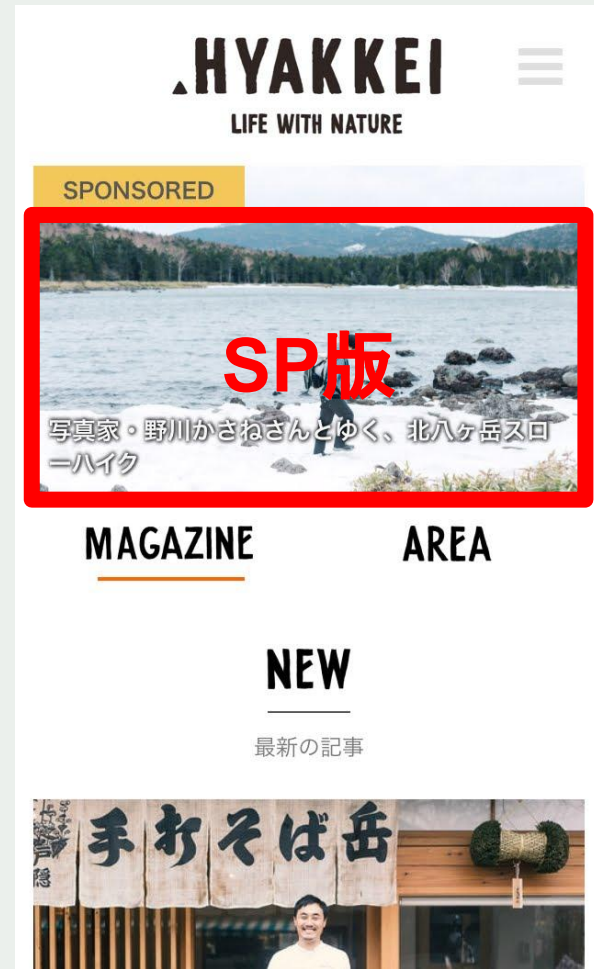 .HYAKKEI
LIFE WITH NATURE
SPONSORED
SP版
写真家・野川かさねさんとゆく、北八ヶ岳スロ
ーハイク
MAGAZINE
AREA
NEW
最新の記事
手打そば岳
戸隠